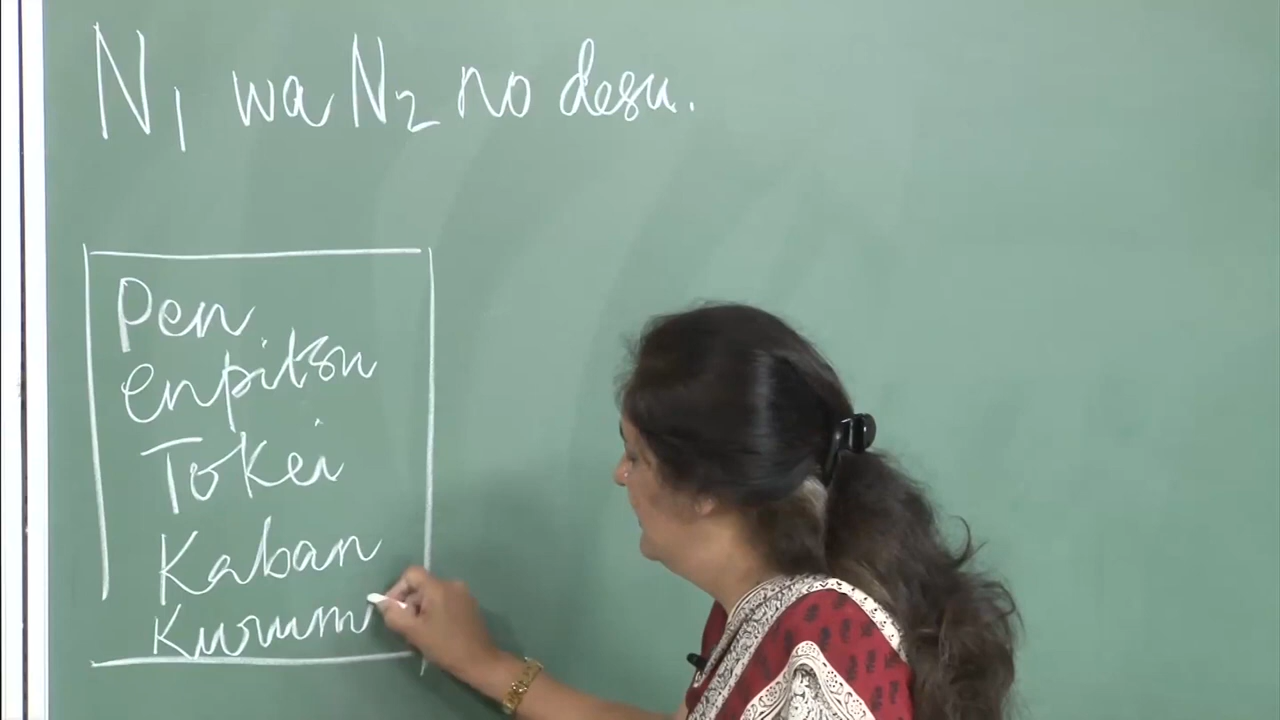 N1 wa N2 no desu.
Pen
enpitsu
Tokei
Kaban
Kurum